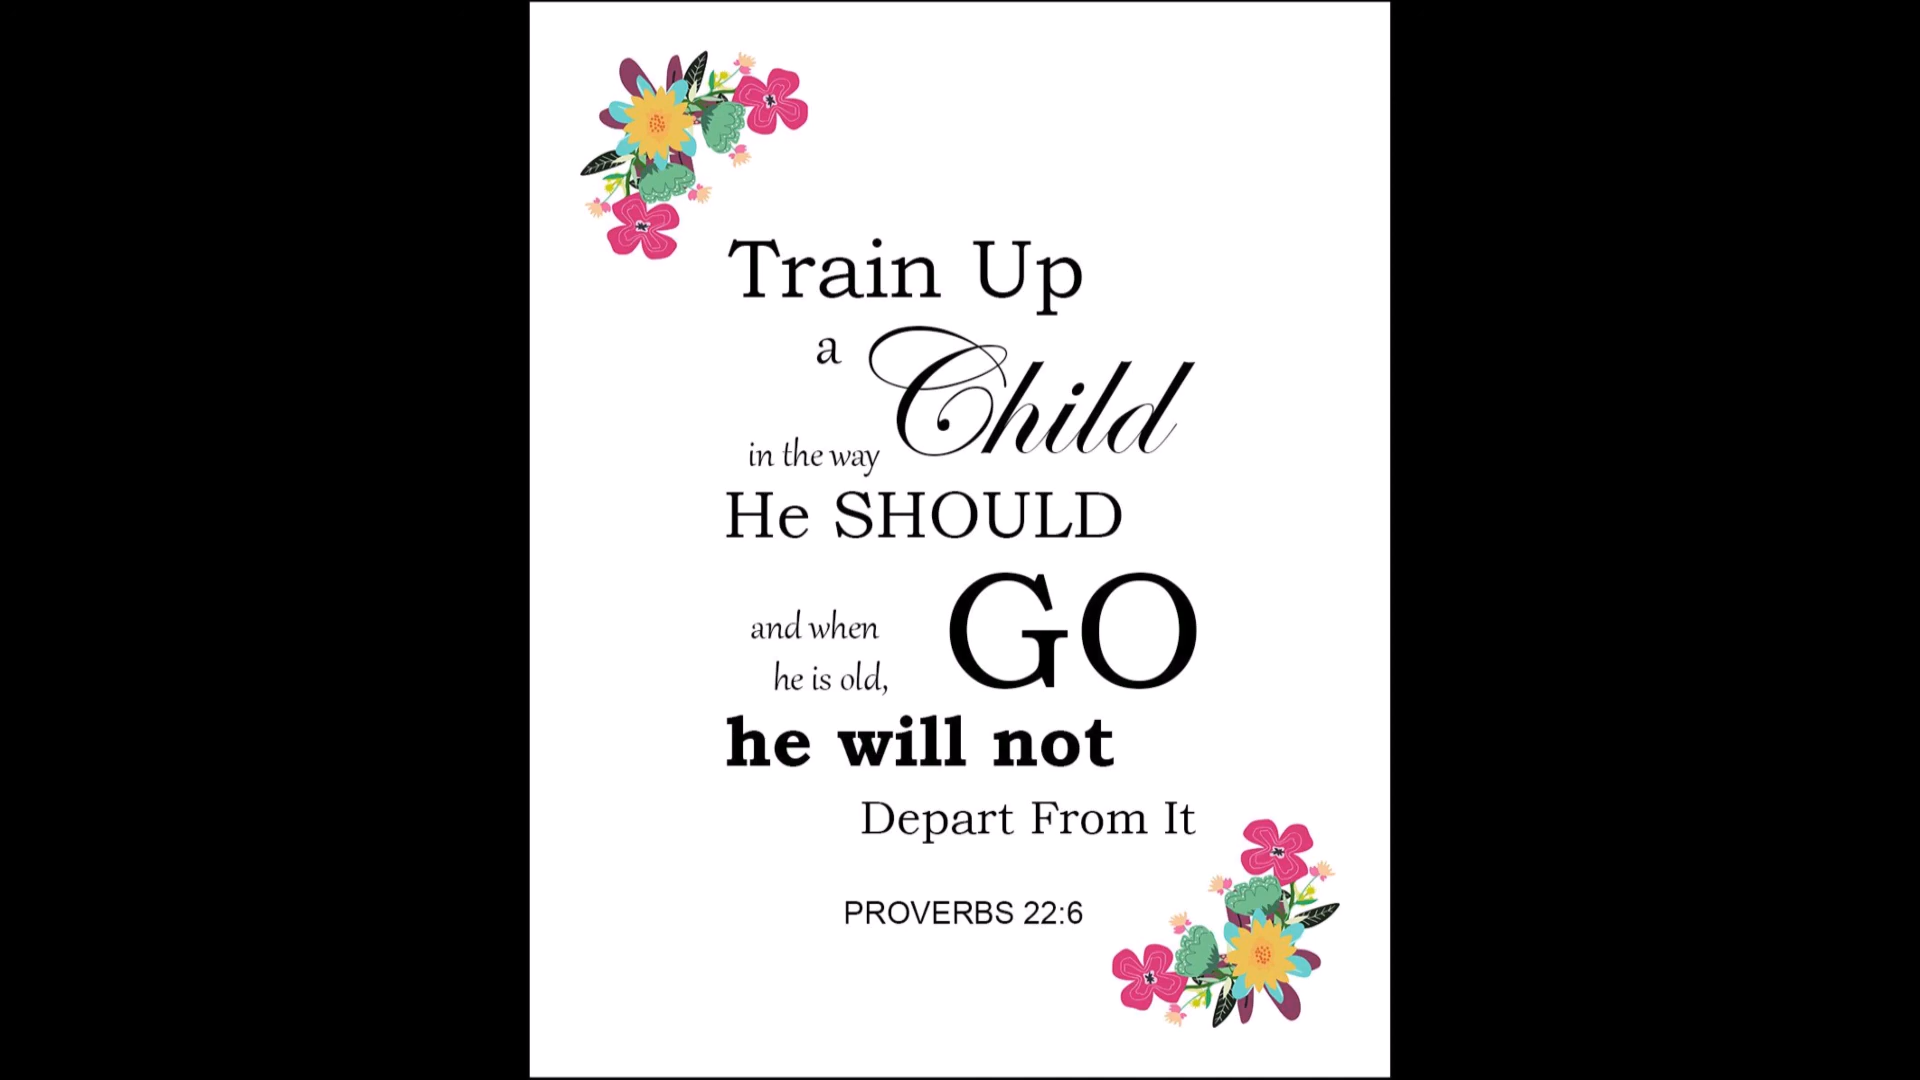 Train Up
a Child
in the way
He SHOULD
GO
and when
he is old,
he will not
Depart From It
PROVERBS 22:6